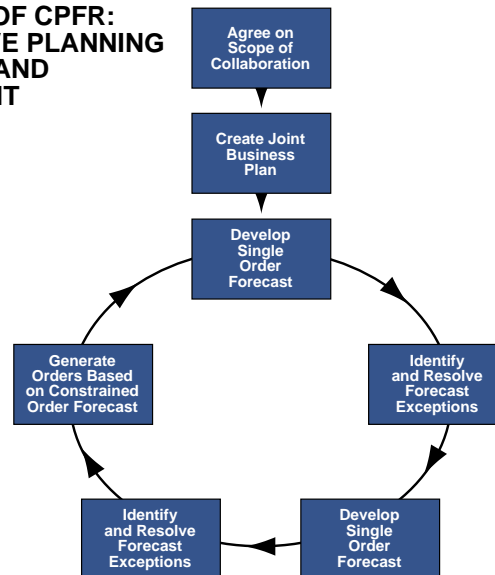 OF CPFR:
VE PLANNING
AND
IT
Agree on
Scope of
Collaboration
Create Joint
Business
Plan
Develop
Single
Order
Forecast
Generate
Orders Based
on Constrained
Order Forecast
Identify
and Resolve
Forecast
Exceptions
Identify
and Resolve
Forecast
Exceptions
Develop
Single
Order
Forecast